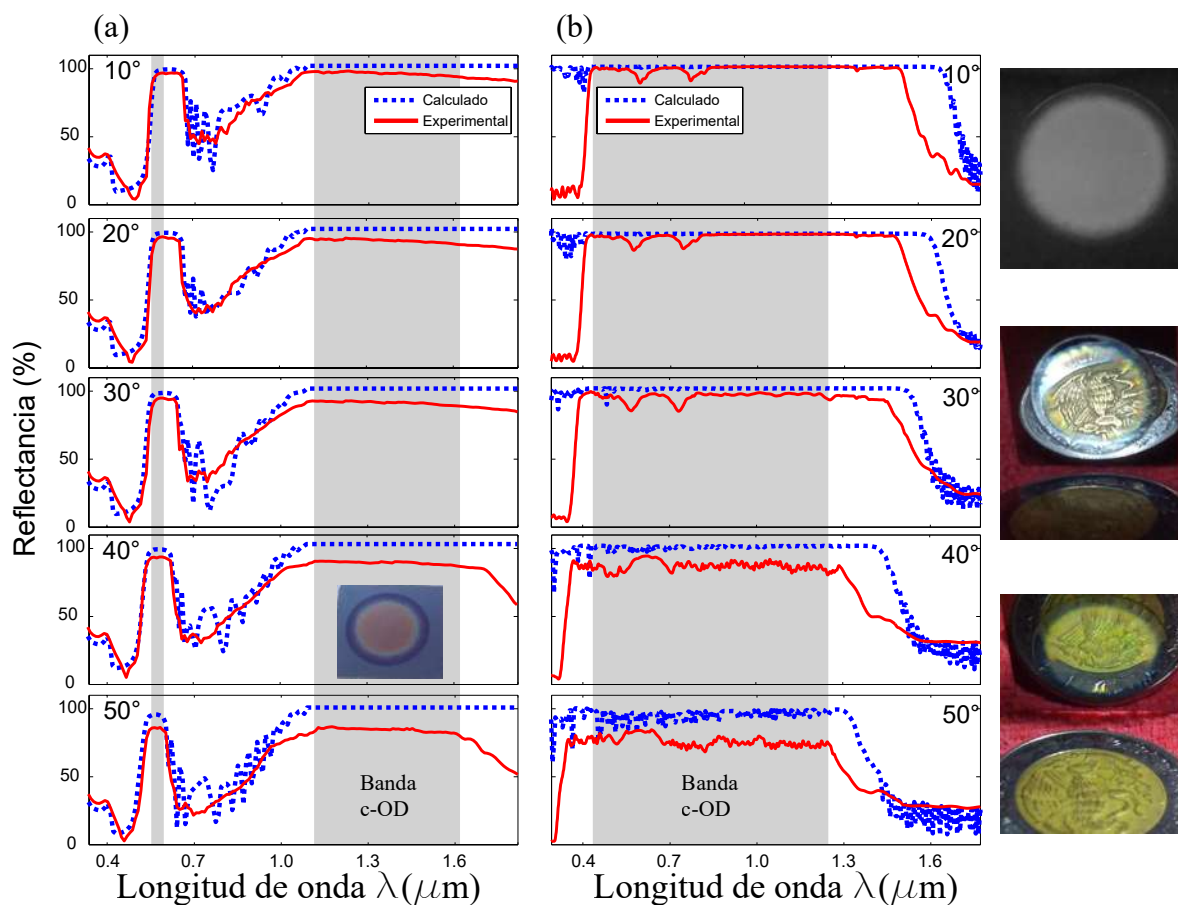 (a)
(b)
Reflectancia (%)
10°
100
50
0
Calculado
Experimental
10°
Calculado
Experimental
20°
100
50
0
20°
30°
100
50
0
30°
40°
100
50
0
40°
50°
100
50
0
Banda
c-OD
50°
Banda
c-OD
0.4 0.7 1.0 1.3 1.6
0.4 0.7 1.0 1.3 1.6
Longitud de onda λ(μm)
Longitud de onda λ(μm)